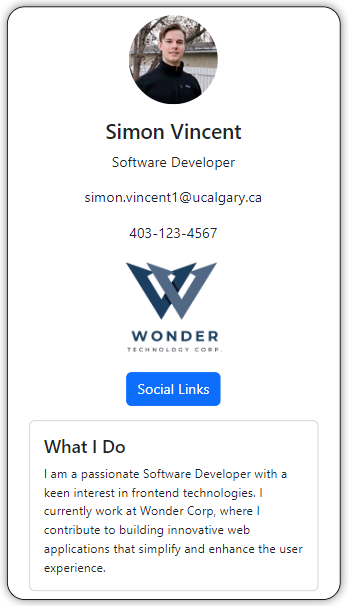 Simon Vincent
Software Developer
simon.vincent1@ucalgary.ca
403-123-4567
WONDER
TECHNOLOGY CORP.
Social Links
What I Do
I am a passionate Software Developer with a
keen interest in frontend technologies. I
currently work at Wonder Corp, where I
contribute to building innovative web
applications that simplify and enhance the user
experience.